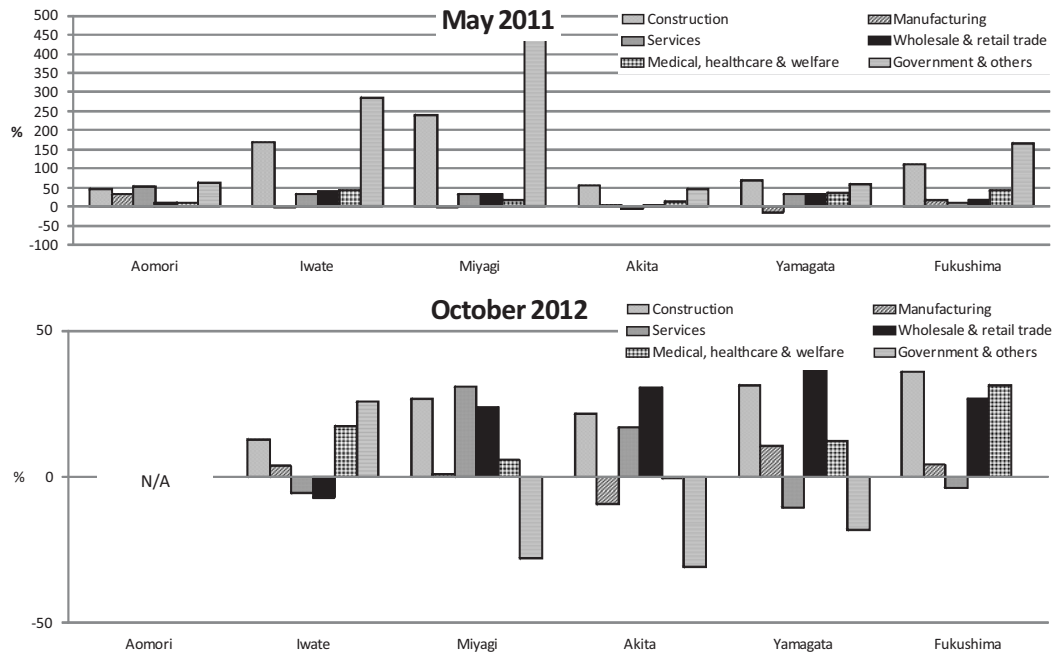 May 2011
Construction Manufacturing
Services Wholesale & retail trade
Medical, healthcare & welfare Government & others
500
450
400
350
300
250
200
150
100
50
0
-50
-100
%
Aomori Iwate Miyagi Akita Yamagata Fukushima
October 2012
Construction Manufacturing
Services Wholesale & retail trade
Medical, healthcare & welfare Government & others
50
0
-50
%
N/A
Aomori Iwate Miyagi Akita Yamagata Fukushima